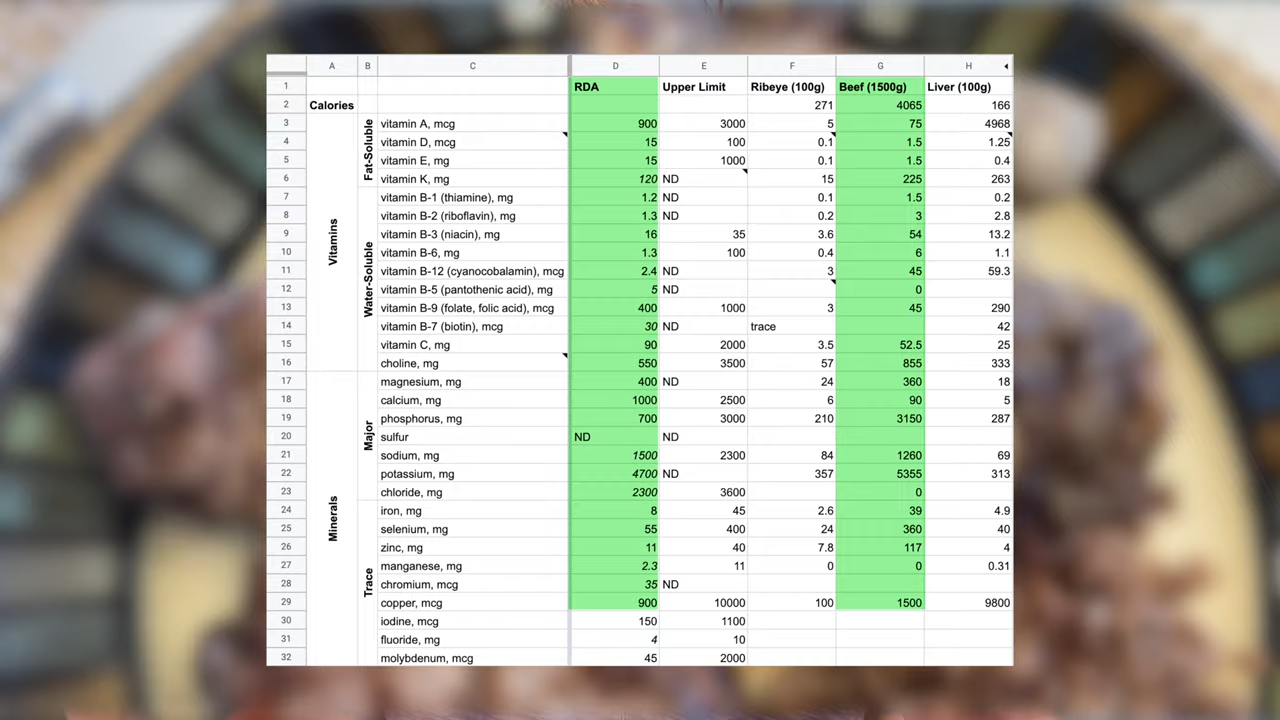 A B C D E F G H
1 RDA Upper Limit Ribeye (100g) Beef (1500g) Liver (100g)
2 Calories 271 4065 166
3 vitamin A, mcg 900 3000 5 75 4968
4 vitamin D, mcg 15 100 0.1 1.5 1.25
5 vitamin E, mg 15 1000 0.1 1.5 0.4
6 vitamin K, mg 120 ND 15 225 263
7 vitamin B-1 (thiamine), mg 1.2 ND 0.1 1.5 0.2
8 vitamin B-2 (riboflavin), mg 1.3 ND 0.2 3 2.8
9 vitamin B-3 (niacin), mg 16 35 3.6 54 13.2
10 vitamin B-6, mg 1.3 100 0.4 6 1.1
11 vitamin B-12 (cyanocobalamin), mcg 2.4 ND 3 45 59.3
12 vitamin B-5 (pantothenic acid), mg 5 ND 0
13 vitamin B-9 (folate, folic acid), mcg 400 1000 3 45 290
14 vitamin B-7 (biotin), mcg 30 ND trace 42
15 vitamin C, mg 90 2000 3.5 52.5 25
16 choline, mg 550 3500 57 855 333
17 magnesium, mg 400 ND 24 360 18
18 calcium, mg 1000 2500 6 90 5
19 phosphorus, mg 700 3000 210 3150 287
20 sulfur ND ND
21 sodium, mg 1500 2300 84 1260 69
22 potassium, mg 4700 ND 357 5355 313
23 chloride, mg 2300 3600 0
24 iron, mg 8 45 2.6 39 4.9
25 selenium, mg 55 400 24 360 40
26 zinc, mg 11 40 7.8 117 4
27 manganese, mg 2.3 11 0 0 0.31
28 chromium, mcg 35 ND
29 copper, mcg 900 10000 100 1500 9800
30 iodine, mcg 150 1100
31 fluoride, mg 4 10
32 molybdenum, mcg 45 2000
Vitamins
Fat-Soluble
Water-Soluble
Minerals
Major
Trace